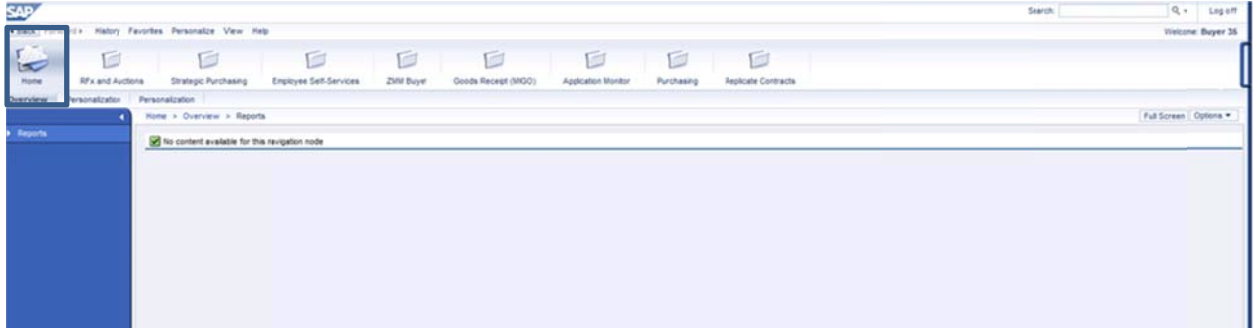 SAP
Search: Log off
Back Forward History Favorites Personalize View Help Welcome: Buyer 35
Home RFx and Auctions Strategic Purchasing Employee Self-Services ZMM Buyer Goods Receipt (MIGO) Application Monitor Purchasing Replicate Contracts
Overview Personalization Personalization
Home > Overview > Reports Full Screen Options
Reports
No content available for this navigation node